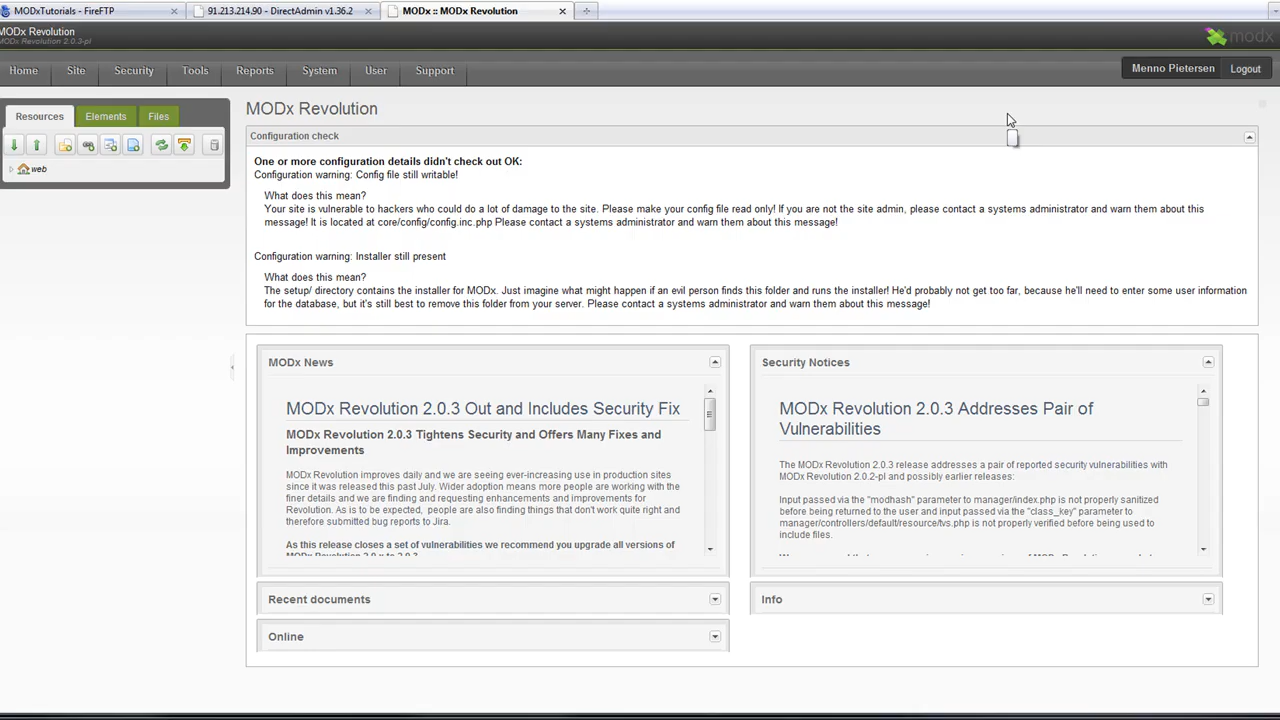 MODxTutorials - FireFTP
91.213.214.90 - DirectAdmin v1.36.2
MODx :: MODx Revolution
MODx Revolution
MODx Revolution 2.0.3-pl
modx
Home Site Security Tools Reports System User Support
Menno Pietersen Logout
Resources Elements Files
web
MODx Revolution
Configuration check
One or more configuration details didn't check out OK:
Configuration warning: Config file still writable!
What does this mean?
Your site is vulnerable to hackers who could do a lot of damage to the site. Please make your config file read only! If you are not the site admin, please contact a systems administrator and warn them about this
message! It is located at core/config/config.inc.php Please contact a systems administrator and warn them about this message!
Configuration warning: Installer still present
What does this mean?
The setup/ directory contains the installer for MODx. Just imagine what might happen if an evil person finds this folder and runs the installer! He'd probably not get too far, because he'll need to enter some user information
for the database, but it's still best to remove this folder from your server. Please contact a systems administrator and warn them about this message!
MODx News
MODx Revolution 2.0.3 Out and Includes Security Fix
MODx Revolution 2.0.3 Tightens Security and Offers Many Fixes and
Improvements
MODx Revolution improves daily and we are seeing ever-increasing use in production sites
since it was released this past July. Wider adoption means more people are working with the
finer details and we are finding and requesting enhancements and improvements for
Revolution. As is to be expected, people are also finding things that don't work quite right and
therefore submitted bug reports to Jira.
As this release closes a set of vulnerabilities we recommend you upgrade all versions of
MODx Revolution 2.0.x to 2.0.3
Security Notices
MODx Revolution 2.0.3 Addresses Pair of
Vulnerabilities
The MODx Revolution 2.0.3 release addresses a pair of reported security vulnerabilities with
MODx Revolution 2.0.2-pl and possibly earlier releases:
Input passed via the "modhash" parameter to manager/index.php is not properly sanitized
before being returned to the user and input passed via the "class_key" parameter to
manager/controllers/default/resource/tvs.php is not properly verified before being used to
include files.
Recent documents
Info
Online